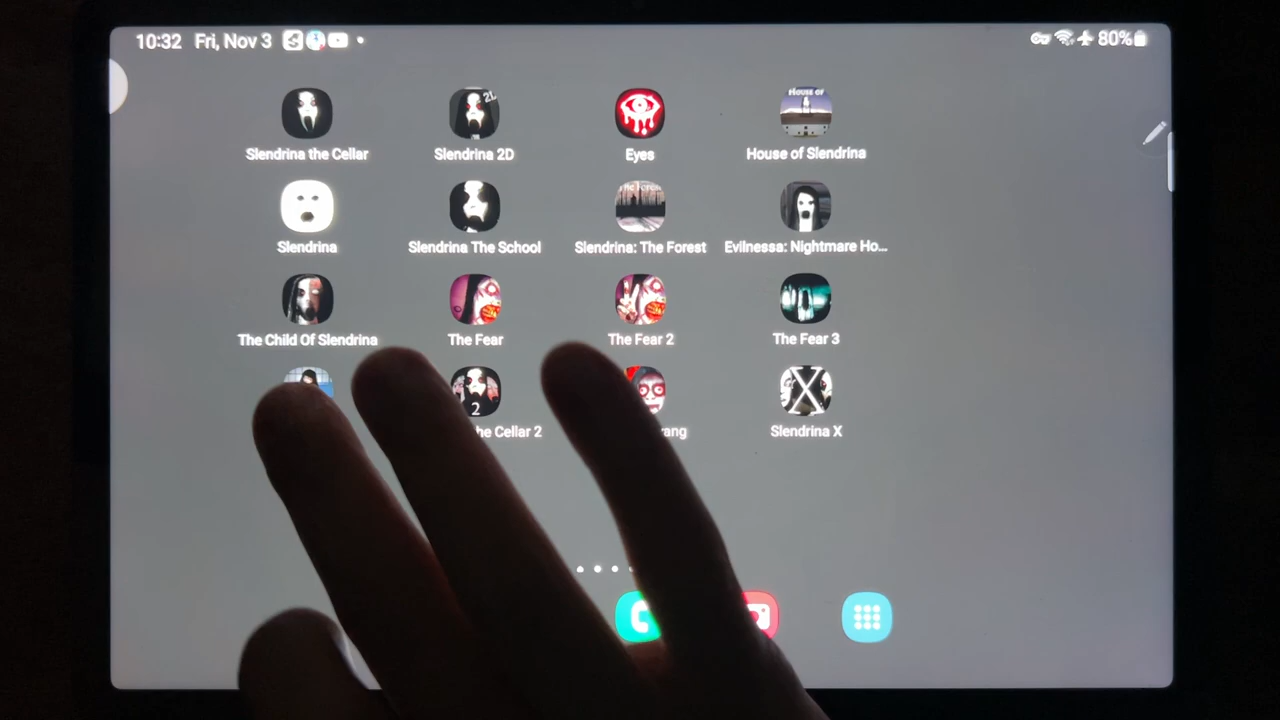 10:32 Fri, Nov 3 80%
Slendrina the Cellar Slendrina 2D Eyes House of Slendrina
Slendrina Slendrina The School Slendrina: The Forest Evilnessa: Nightmare Ho...
The Child Of Slendrina The Fear The Fear 2 The Fear 3
2 X
he Cellar 2 rang Slendrina X